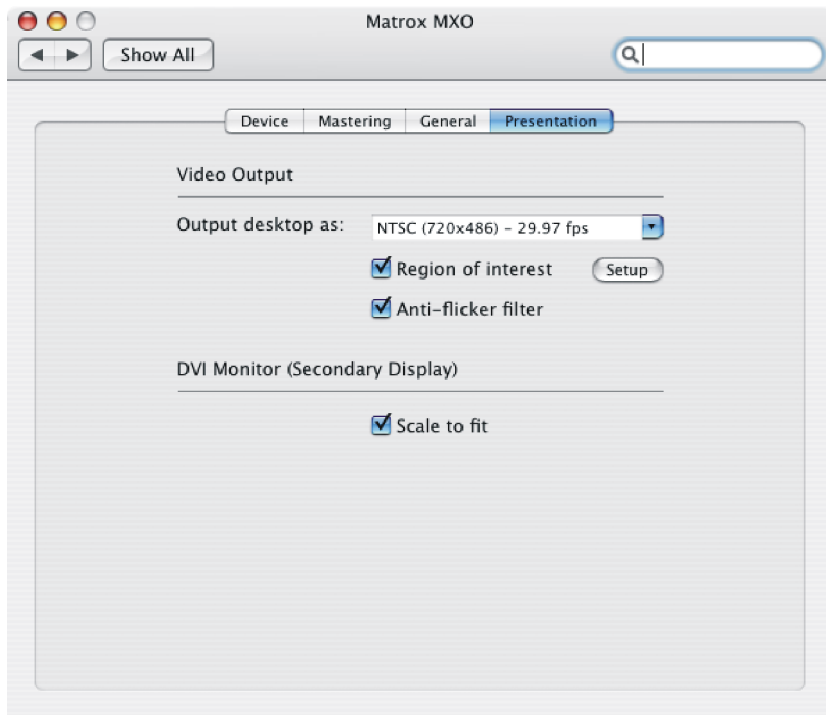 Matrox MXO
Show All
Device Mastering General Presentation
Video Output
Output desktop as: NTSC (720x486) – 29.97 fps
Region of interest Setup
Anti-flicker filter
DVI Monitor (Secondary Display)
Scale to fit